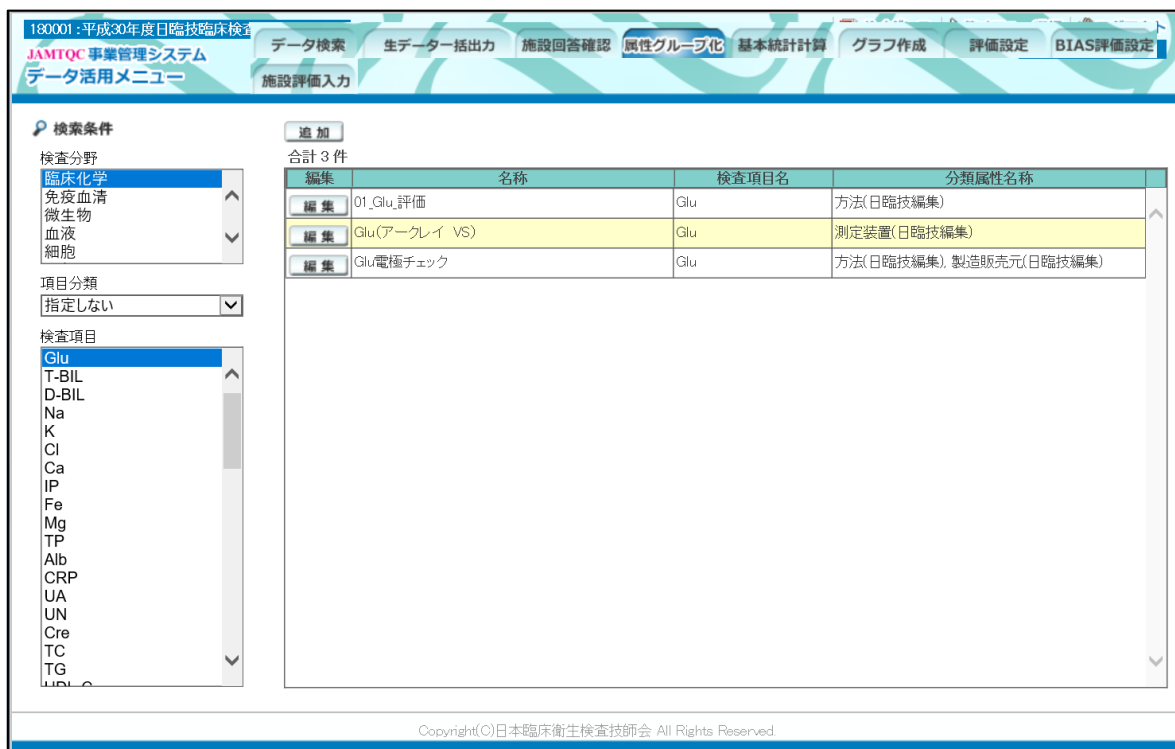 180001:平成30年度日臨技臨床検査
JAMTQC 事業管理システム
データ活用メニュー
データ検索 生データ一括出力 施設回答確認 属性グループ化 基本統計計算 グラフ作成 評価設定 BIAS評価設定
施設評価入力
検索条件
検査分野
臨床化学
免疫血清
微生物
血液
細胞
項目分類
指定しない
検査項目
Glu
T-BIL
D-BIL
Na
K
Cl
Ca
IP
Fe
Mg
TP
Alb
CRP
UA
UN
Cre
TC
TG
追加
合計 3 件
編集 名称 検査項目名 分類属性名称
編集 01_Glu_評価 Glu 方法(日臨技編集)
編集 Glu(アークレイ VS) Glu 測定装置(日臨技編集)
編集 Glu電極チェック Glu 方法(日臨技編集), 製造販売元(日臨技編集)
Copyright(C)日本臨床衛生検査技師会 All Rights Reserved.